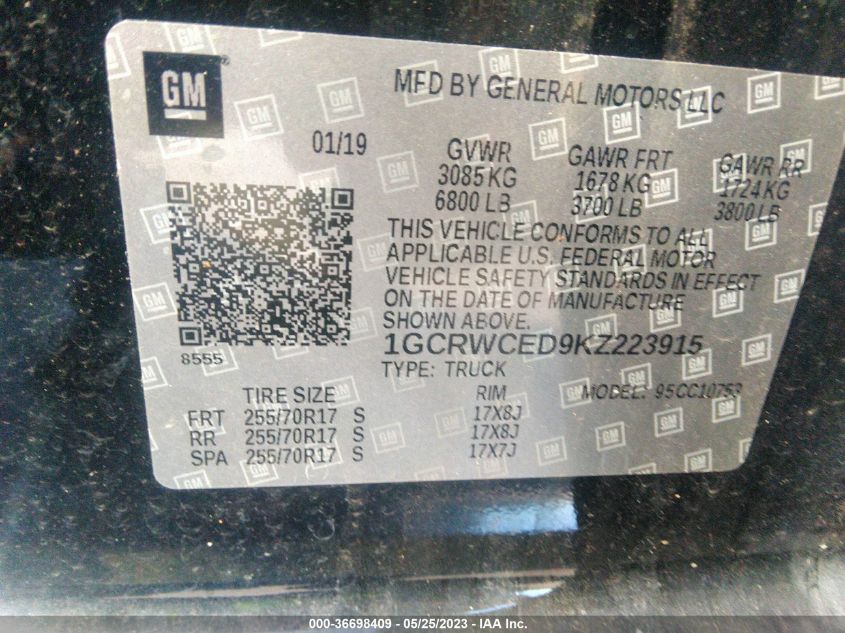 GM
MFD BY GENERAL MOTORS LLC
01/19
GVWR GAWR FRT GAWR RR
3085 KG 1678 KG 1724 KG
6800 LB 3700 LB 3800 LB
THIS VEHICLE CONFORMS TO ALL
APPLICABLE U.S. FEDERAL MOTOR
VEHICLE SAFETY STANDARDS IN EFFECT
ON THE DATE OF MANUFACTURE
SHOWN ABOVE.
8555
1GCRWCED9KZ223915
TYPE: TRUCK MODEL: 95CC10753
TIRE SIZE RIM
FRT 255/70R17 S 17X8J
RR 255/70R17 S 17X8J
SPA 255/70R17 S 17X7J
000-36698409 - 05/25/2023 - IAA Inc.